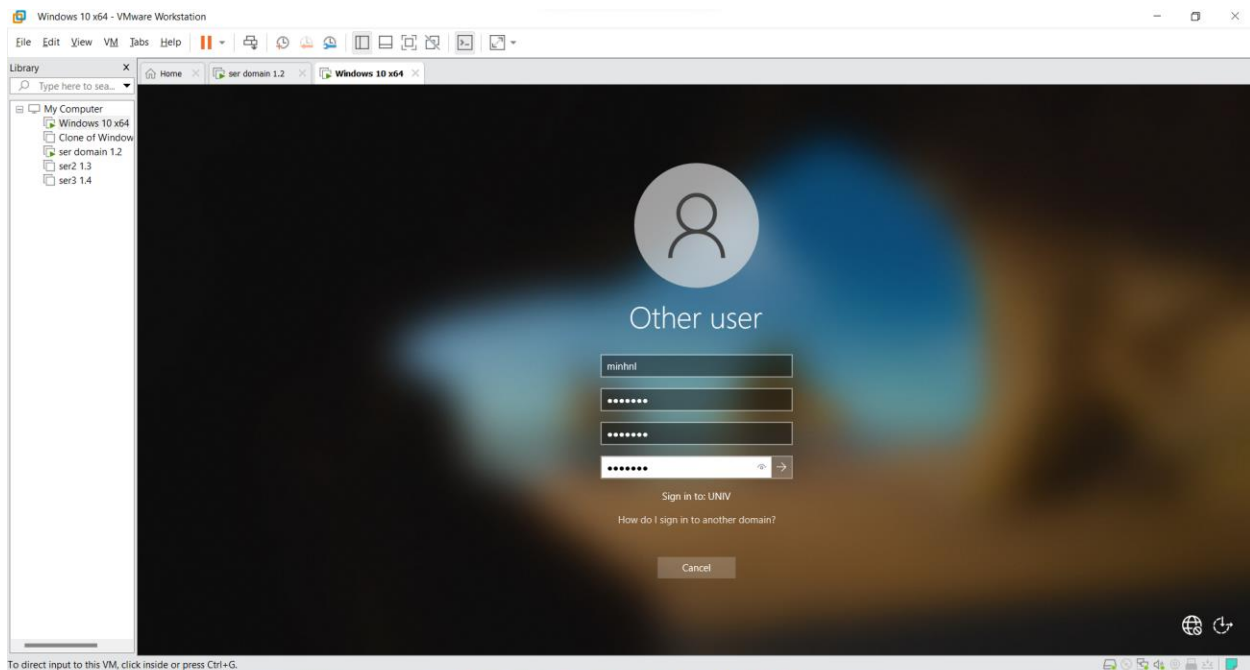 Windows 10 x64 - VMware Workstation
File Edit View VM Tabs Help
Library X
Type here to sea...
Home
ser domain 1.2
Windows 10 x64
My Computer
Windows 10 x64
Clone of Window
ser domain 1.2
ser2 1.3
ser3 1.4
Other user
minhnl
•••••••
•••••••
•••••••
Sign in to: UNIV
How do I sign in to another domain?
Cancel
To direct input to this VM, click inside or press Ctrl+G.